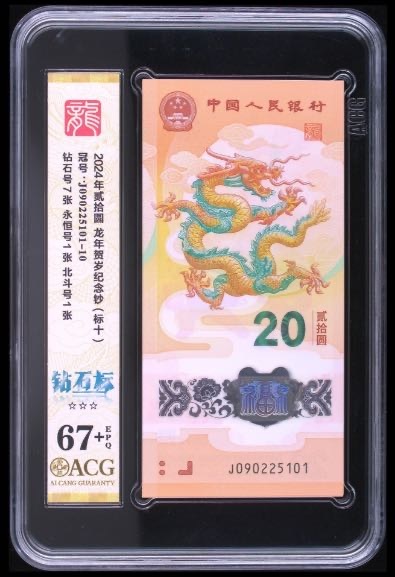 龍
2024年贰拾圆 龙年贺岁纪念钞（标十）
冠号：J090225101-10
钻石号7张 永恒号1张 北斗号1张
钻石标
☆☆☆
67+ EPQ
ACG
AI CANG GUARANTY
中国人民银行
龍
20
贰拾圆
福
J090225101
ACG